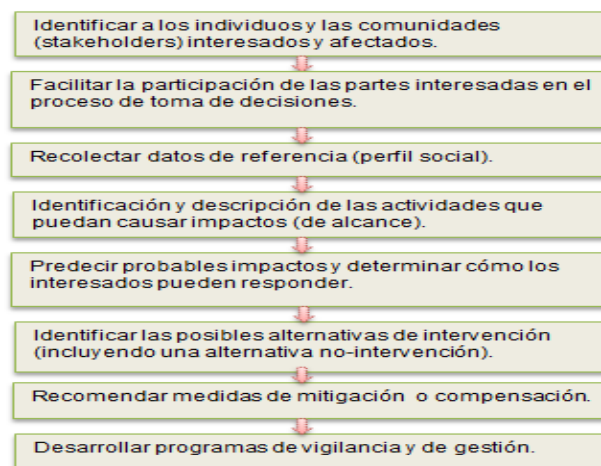 Identificar a los individuos y las comunidades
(stakeholders) interesados y afectados.
Facilitar la participación de las partes interesadas en el
proceso de toma de decisiones.
Recolectar datos de referencia (perfil social).
Identificación y descripción de las actividades que
puedan causar impactos (de alcance).
Predecir probables impactos y determinar cómo los
interesados pueden responder.
Identificar las posibles alternativas de intervención
(incluyendo una alternativa no-intervención).
Recomendar medidas de mitigación o compensación.
Desarrollar programas de vigilancia y de gestión.